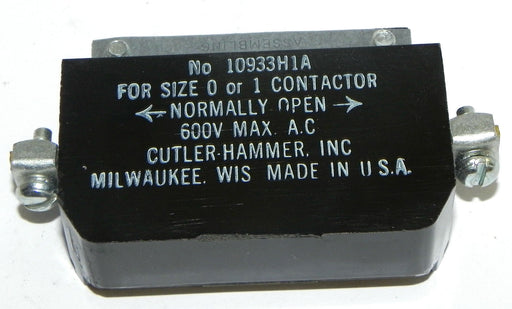 ASSEMBLING
No 10933H1A
FOR SIZE 0 or 1 CONTACTOR
← NORMALLY OPEN →
600V MAX. A.C
CUTLER-HAMMER, INC
MILWAUKEE. WIS MADE IN U.S.A.